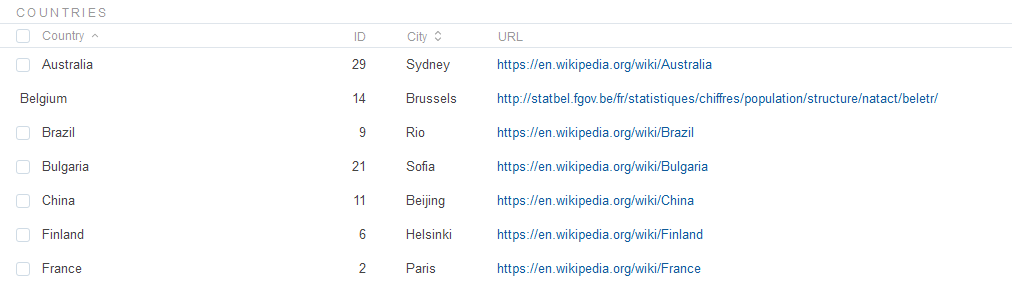 COUNTRIES
Country ID City URL
Australia 29 Sydney https://en.wikipedia.org/wiki/Australia
Belgium 14 Brussels http://statbel.fgov.be/fr/statistiques/chiffres/population/structure/natact/beletr/
Brazil 9 Rio https://en.wikipedia.org/wiki/Brazil
Bulgaria 21 Sofia https://en.wikipedia.org/wiki/Bulgaria
China 11 Beijing https://en.wikipedia.org/wiki/China
Finland 6 Helsinki https://en.wikipedia.org/wiki/Finland
France 2 Paris https://en.wikipedia.org/wiki/France